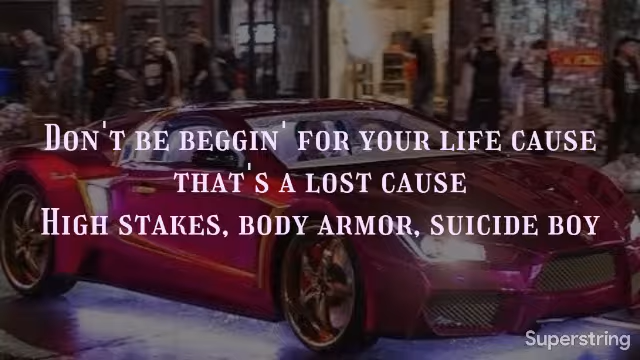 Don't be beggin' for your life cause
that's a lost cause
High stakes, body armor, suicide boy
Superstring